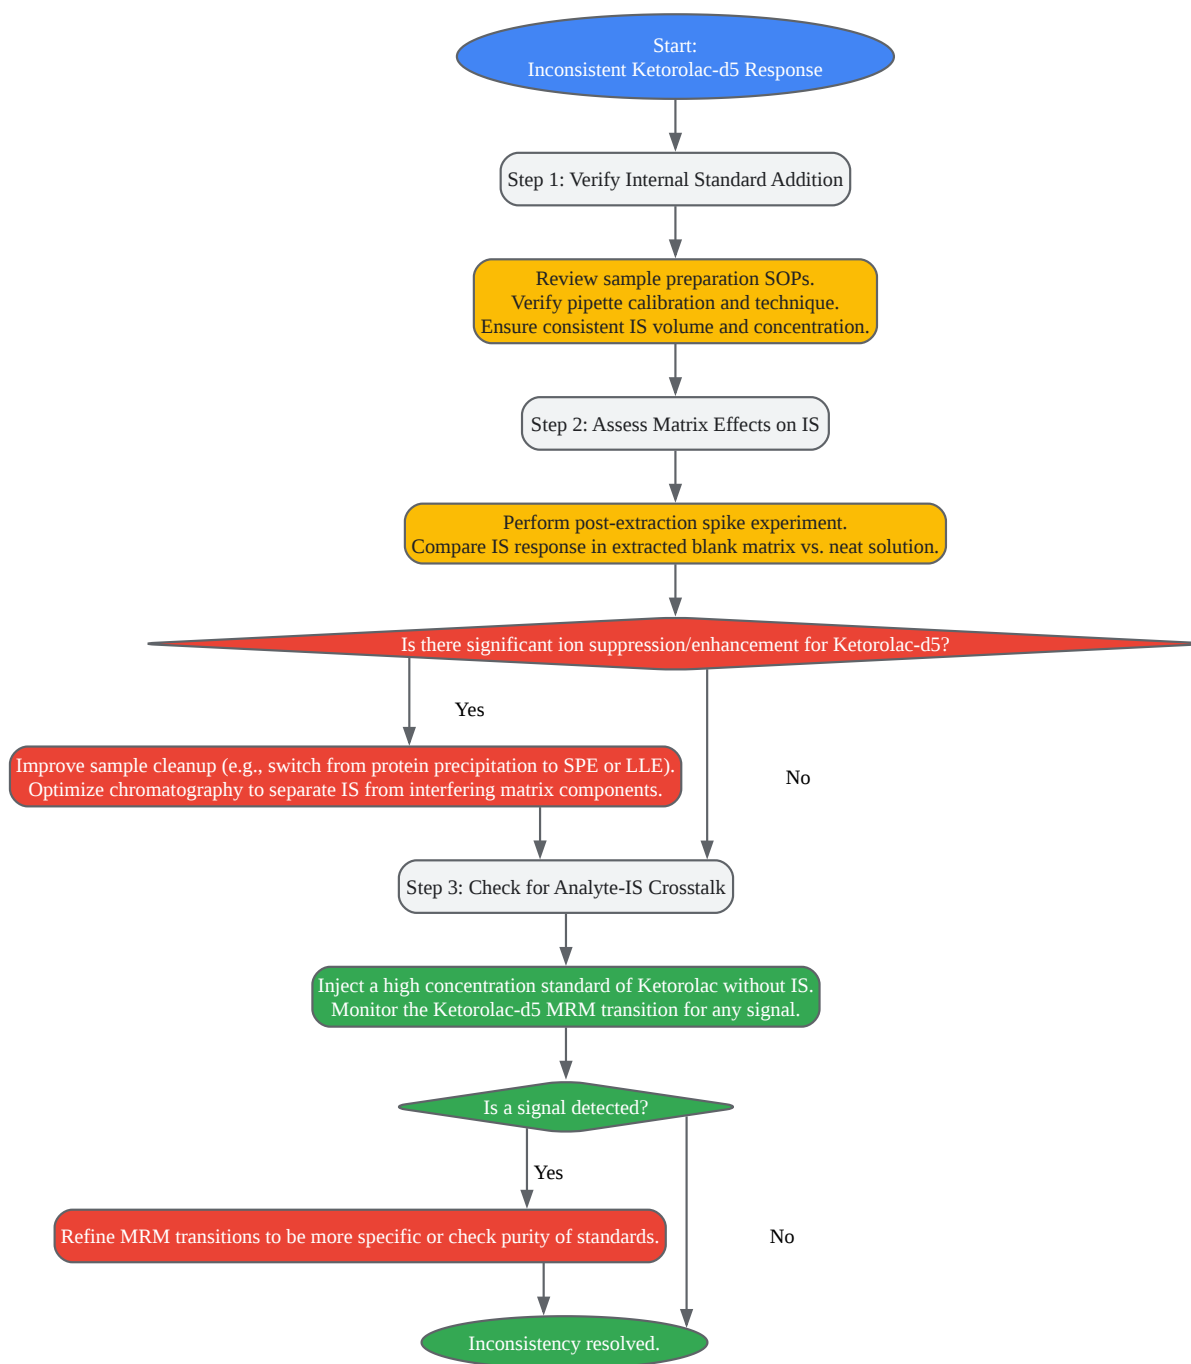 Start:
Inconsistent Ketorolac-d5 Response
Step 1: Verify Internal Standard Addition
Review sample preparation SOPs.
Verify pipette calibration and technique.
Ensure consistent IS volume and concentration.
Step 2: Assess Matrix Effects on IS
Perform post-extraction spike experiment.
Compare IS response in extracted blank matrix vs. neat solution.
Is there significant ion suppression/enhancement for Ketorolac-d5?
Yes
Improve sample cleanup (e.g., switch from protein precipitation to SPE or LLE).
Optimize chromatography to separate IS from interfering matrix components.
No
Step 3: Check for Analyte-IS Crosstalk
Inject a high concentration standard of Ketorolac without IS.
Monitor the Ketorolac-d5 MRM transition for any signal.
Is a signal detected?
Yes
Refine MRM transitions to be more specific or check purity of standards.
No
Inconsistency resolved.